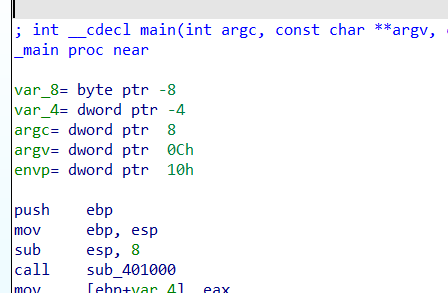 ; int __cdecl main(int argc, const char **argv,
_main proc near
var_8= byte ptr -8
var_4= dword ptr -4
argc= dword ptr  8
argv= dword ptr  0Ch
envp= dword ptr  10h
push    ebp
mov     ebp, esp
sub     esp, 8
call    sub_401000
mov     [ebp+var_4], eax